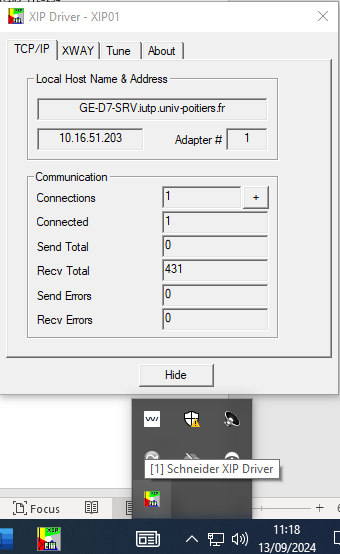 XIP Driver - XIP01
TCP/IP XWAY Tune About
Local Host Name & Address
GE-D7-SRV.iutp.univ-poitiers.fr
10.16.51.203 Adapter # 1
Communication
Connections 1 +
Connected 1
Send Total 0
Recv Total 431
Send Errors 0
Recv Errors 0
Hide
[1] Schneider XIP Driver
XIP
Focus
XIP
11:18
13/09/2024